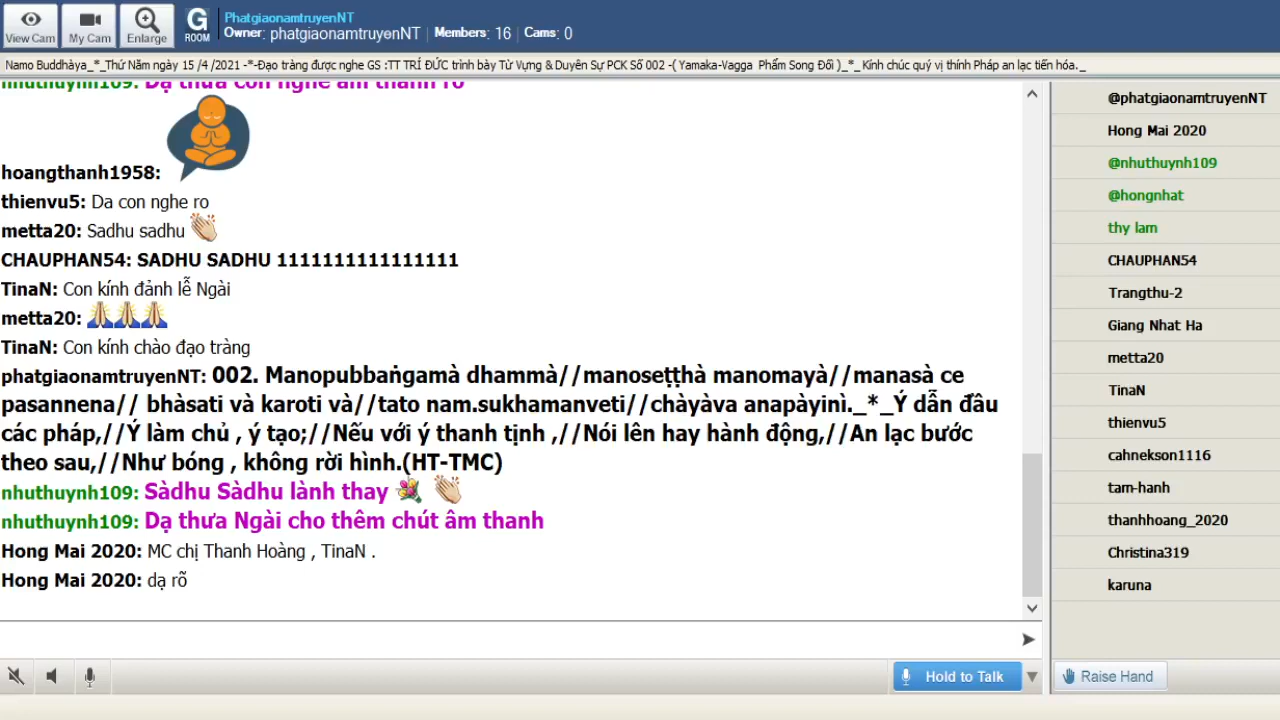 View Cam
My Cam
Enlarge
G
ROOM
PhatgiaonamtruyenNT
Owner: phatgiaonamtruyenNT | Members: 16 | Cams: 0
Namo Buddhàya_*_Thứ Năm ngày 15 /4 /2021 -*-Đạo tràng được nghe GS :TT TRÍ ĐỨC trình bày Từ Vựng & Duyên Sự PCK Số 002 -( Yamaka-Vagga Phẩm Song Đối )_*_Kính chúc quý vị thính Pháp an lạc tiến hóa._
nhuthuynh109: Dạ thưa con nghe âm thanh rõ
hoangthanh1958:
thienvu5: Da con nghe ro
metta20: Sadhu sadhu
CHAUPHAN54: SADHU SADHU 1111111111111111
TinaN: Con kính đảnh lễ Ngài
metta20:
TinaN: Con kính chào đạo tràng
phatgiaonamtruyenNT: 002. Manopubbaṅgamà dhammà//manoseṭṭhà manomayà//manasà ce
pasannena// bhàsati và karoti và//tato nam.sukhamanveti//chàyàva anapàyinì._*_Ý dẫn đầu
các pháp,//Ý làm chủ , ý tạo;//Nếu với ý thanh tịnh ,//Nói lên hay hành động,//An lạc bước
theo sau,//Như bóng , không rời hình.(HT-TMC)
nhuthuynh109: Sàdhu Sàdhu lành thay
nhuthuynh109: Dạ thưa Ngài cho thêm chút âm thanh
Hong Mai 2020: MC chị Thanh Hoàng , TinaN .
Hong Mai 2020: dạ rõ
@phatgiaonamtruyenNT
Hong Mai 2020
@nhuthuynh109
@hongnhat
thy lam
CHAUPHAN54
Trangthu-2
Giang Nhat Ha
metta20
TinaN
thienvu5
cahnekson1116
tam-hanh
thanhhoang_2020
Christina319
karuna
Hold to Talk
Raise Hand